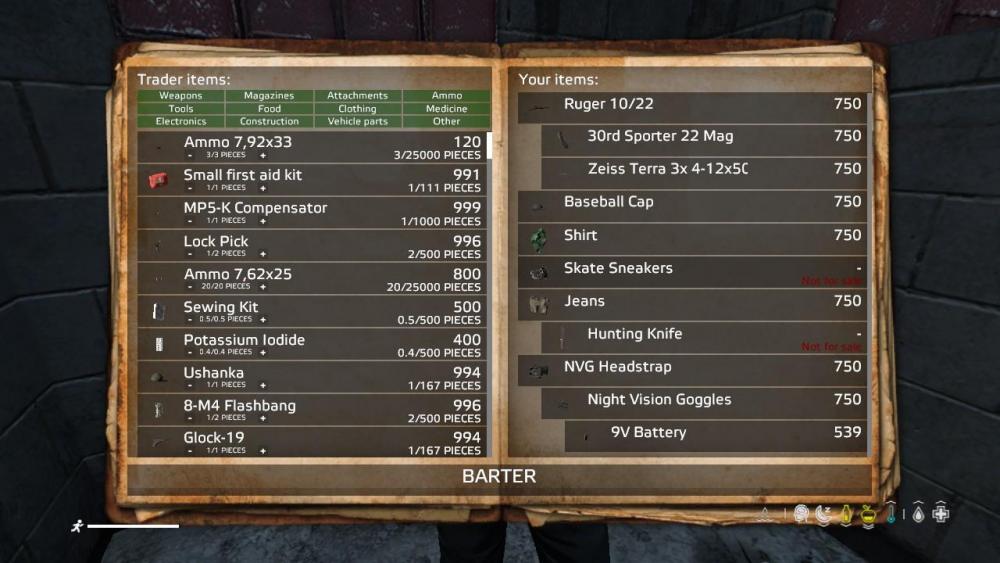 Trader items:
Weapons Magazines Attachments Ammo
Tools Food Clothing Medicine
Electronics Construction Vehicle parts Other
Ammo 7,92x33 120
- 3/3 PIECES + 3/25000 PIECES
Small first aid kit 991
- 1/1 PIECES + 1/111 PIECES
MP5-K Compensator 999
- 1/1 PIECES + 1/1000 PIECES
Lock Pick 996
- 1/2 PIECES + 2/500 PIECES
Ammo 7,62x25 800
- 20/20 PIECES + 20/25000 PIECES
Sewing Kit 500
- 0.5/0.5 PIECES + 0.5/500 PIECES
Potassium Iodide 400
- 0.4/0.4 PIECES + 0.4/500 PIECES
Ushanka 994
- 1/1 PIECES + 1/167 PIECES
8-M4 Flashbang 996
- 1/2 PIECES + 2/500 PIECES
Glock-19 994
- 1/1 PIECES + 1/167 PIECES
Your items:
Ruger 10/22 750
30rd Sporter 22 Mag 750
Zeiss Terra 3x 4-12x50 750
Baseball Cap 750
Shirt 750
Skate Sneakers -
Not for sale
Jeans 750
Hunting Knife -
Not for sale
NVG Headstrap 750
Night Vision Goggles 750
9V Battery 539
BARTER